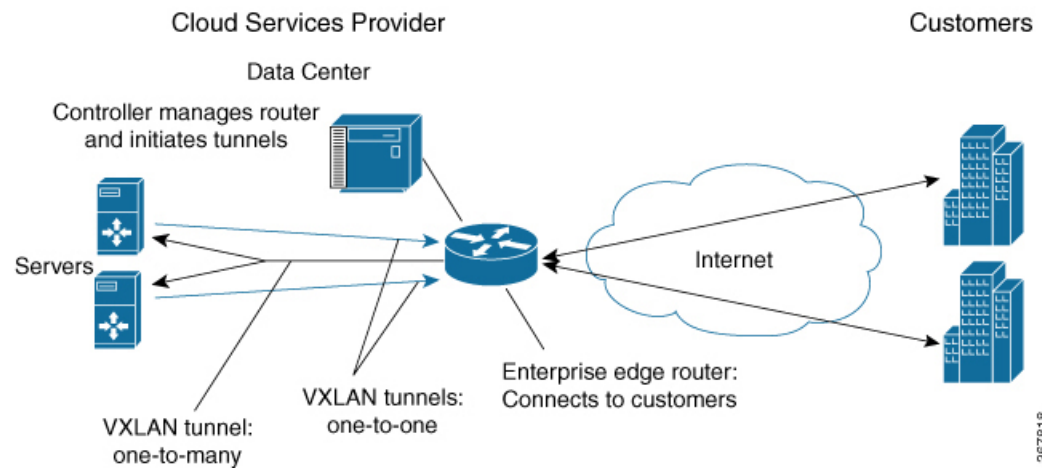 Cloud Services Provider
Customers
Data Center
Controller manages router
and initiates tunnels
Servers
Internet
Enterprise edge router:
Connects to customers
VXLAN tunnels:
one-to-one
VXLAN tunnel:
one-to-many
367818